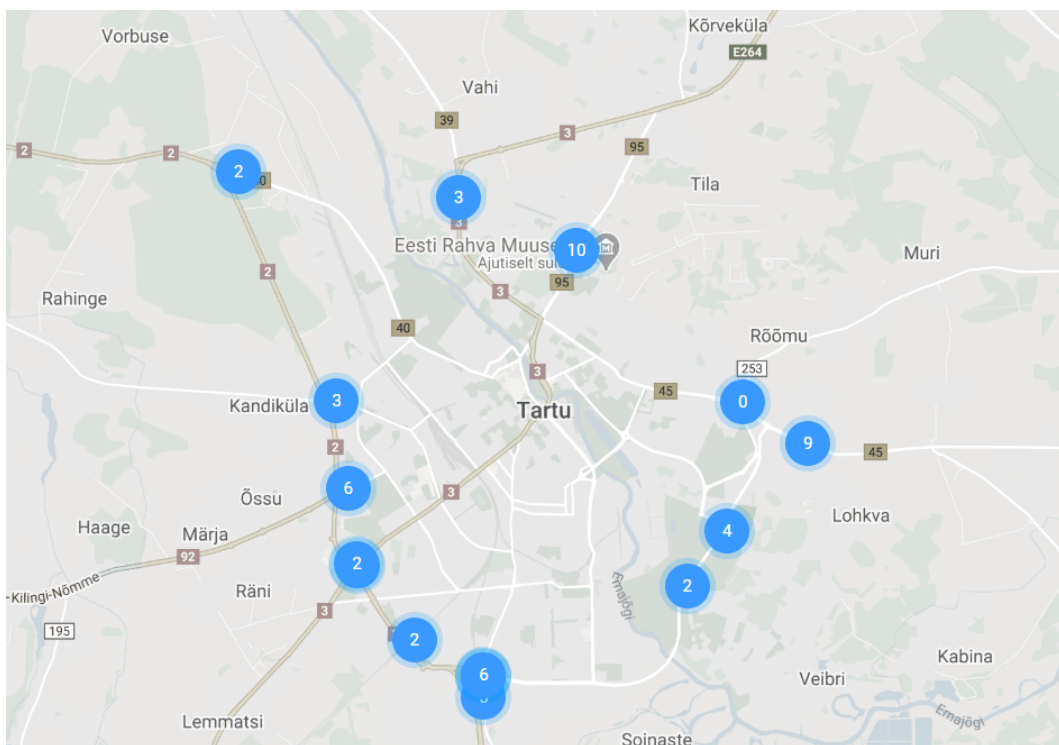 Kõrveküla
Vorbuse
E264
Vahi
39
3
95
2
2
2
Tila
3
3
Eesti Rahva
10
Muri
Ajutiselt
2
95
Rahinge
3
40
Rõõmu
253
3
45
Kandiküla
3
0
Tartu
2
9
45
6
3
Õssu
Haage
Märja
4
Lohkva
92
2
Kilingi-Nõmme
Räni
3
2
Emajõgi
195
2
6
Kabina
Veibri
Lemmatsi
Emajõgi
Soinaste